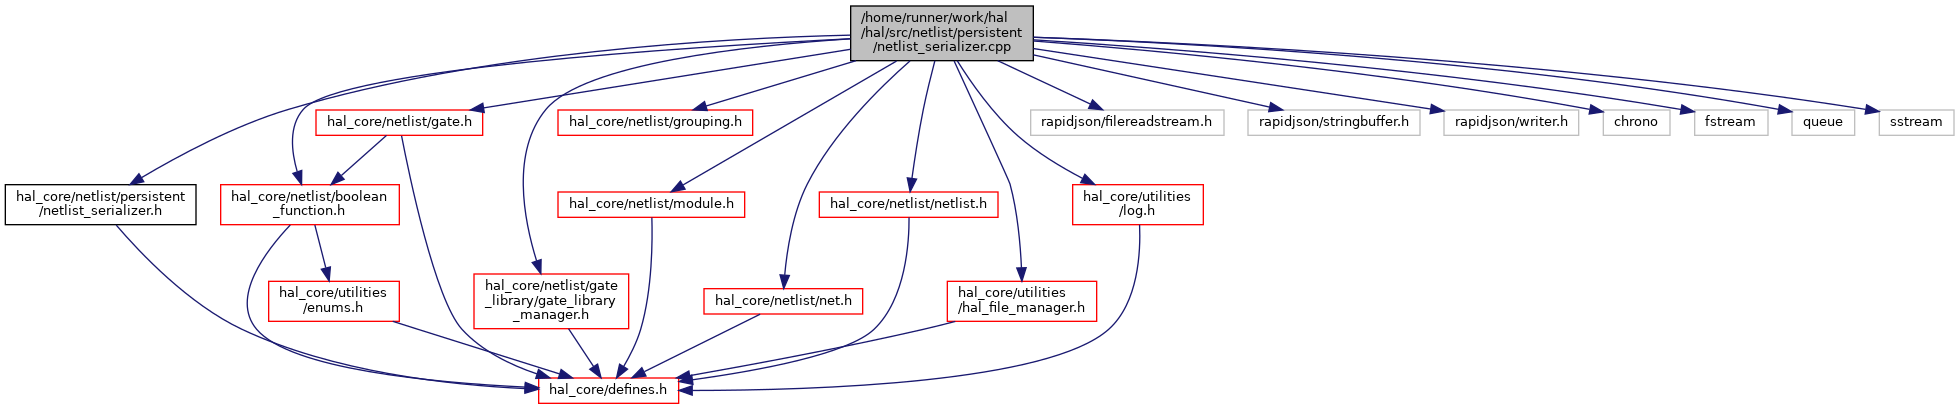 /home/runner/work/hal
/hal/src/netlist/persistent
/netlist_serializer.cpp
hal_core/netlist/gate.h
hal_core/netlist/grouping.h
rapidjson/filereadstream.h
rapidjson/stringbuffer.h
rapidjson/writer.h
chrono
fstream
queue
sstream
hal_core/netlist/persistent
/netlist_serializer.h
hal_core/netlist/boolean
_function.h
hal_core/netlist/module.h
hal_core/netlist/netlist.h
hal_core/utilities
/log.h
hal_core/utilities
/enums.h
hal_core/netlist/gate
_library/gate_library
_manager.h
hal_core/netlist/net.h
hal_core/utilities
/hal_file_manager.h
hal_core/defines.h